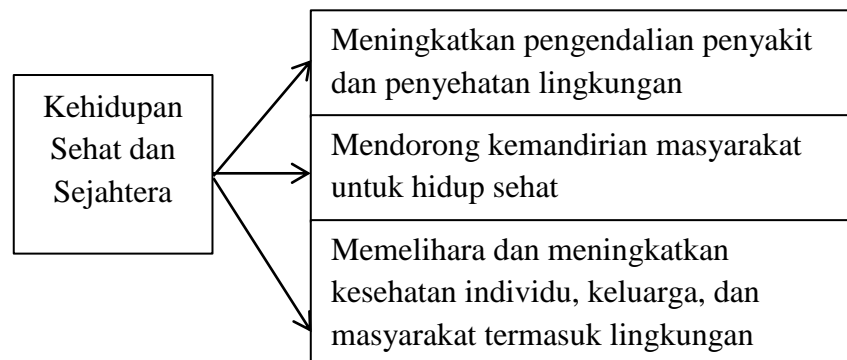 Kehidupan
Sehat dan
Sejahtera
Meningkatkan pengendalian penyakit
dan penyehatan lingkungan
Mendorong kemandirian masyarakat
untuk hidup sehat
Memelihara dan meningkatkan
kesehatan individu, keluarga, dan
masyarakat termasuk lingkungan